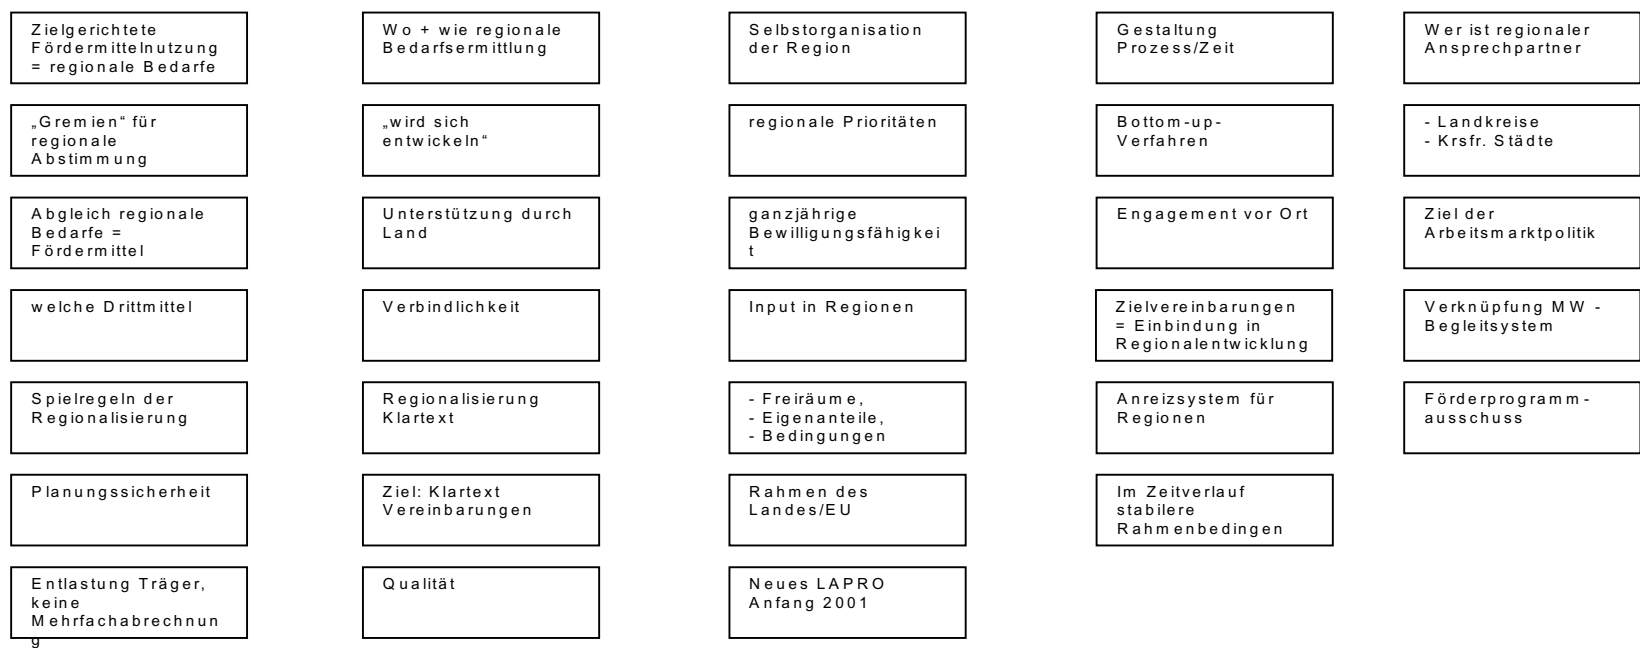 Zielgerichtete
Fördermittelnutzung
= regionale Bedarfe
Wo + wie regionale
Bedarfsermittlung
Selbstorganisation
der Region
Gestaltung
Prozess/Zeit
Wer ist regionaler
Ansprechpartner
„Gremien“ für
regionale
Abstimmung
„wird sich
entwickeln“
regionale Prioritäten
Bottom-up-
Verfahren
- Landkreise
- Krsfr. Städte
Abgleich regionale
Bedarfe =
Fördermittel
Unterstützung durch
Land
ganzjährige
Bewilligungsfähigkei
t
Engagement vor Ort
Ziel der
Arbeitsmarktpolitik
welche Drittmittel
Verbindlichkeit
Input in Regionen
Zielvereinbarungen
= Einbindung in
Regionalentwicklung
Verknüpfung MW -
Begleitsystem
Spielregeln der
Regionalisierung
Regionalisierung
Klartext
- Freiräume,
- Eigenanteile,
- Bedingungen
Anreizsystem für
Regionen
Förderprogramm-
ausschuss
Planungssicherheit
Ziel: Klartext
Vereinbarungen
Rahmen des
Landes/EU
Im Zeitverlauf
stabilere
Rahmenbedingen
Entlastung Träger,
keine
Mehrfachabrechnun
g
Qualität
Neues LAPRO
Anfang 2001